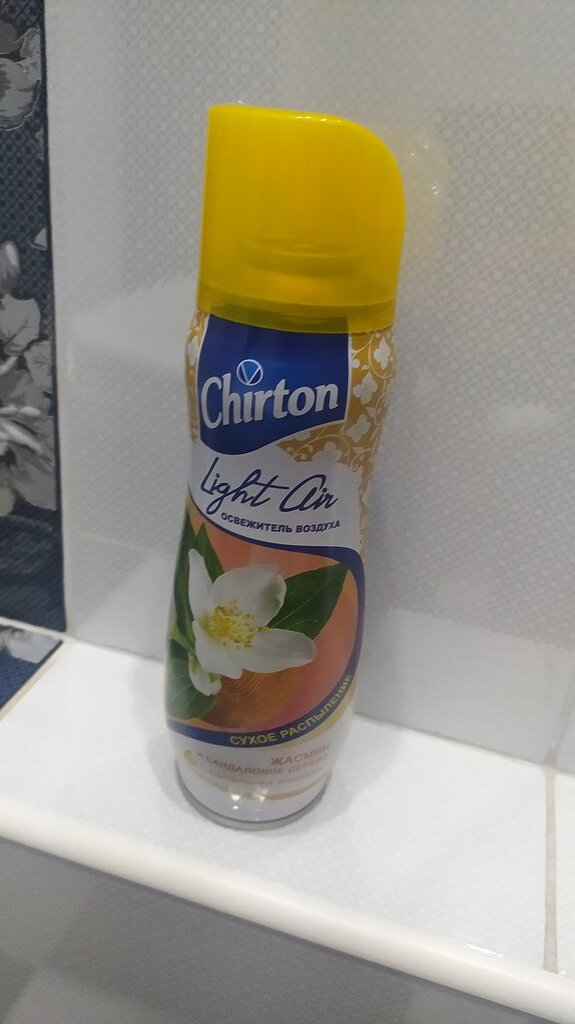 Chirton
Light Air
ОСВЕЖИТЕЛЬ ВОЗДУХА
СУХОЕ РАСПЫЛЕНИЕ
ЖАСМИН
И САНДАЛОВОЕ ДЕРЕВО